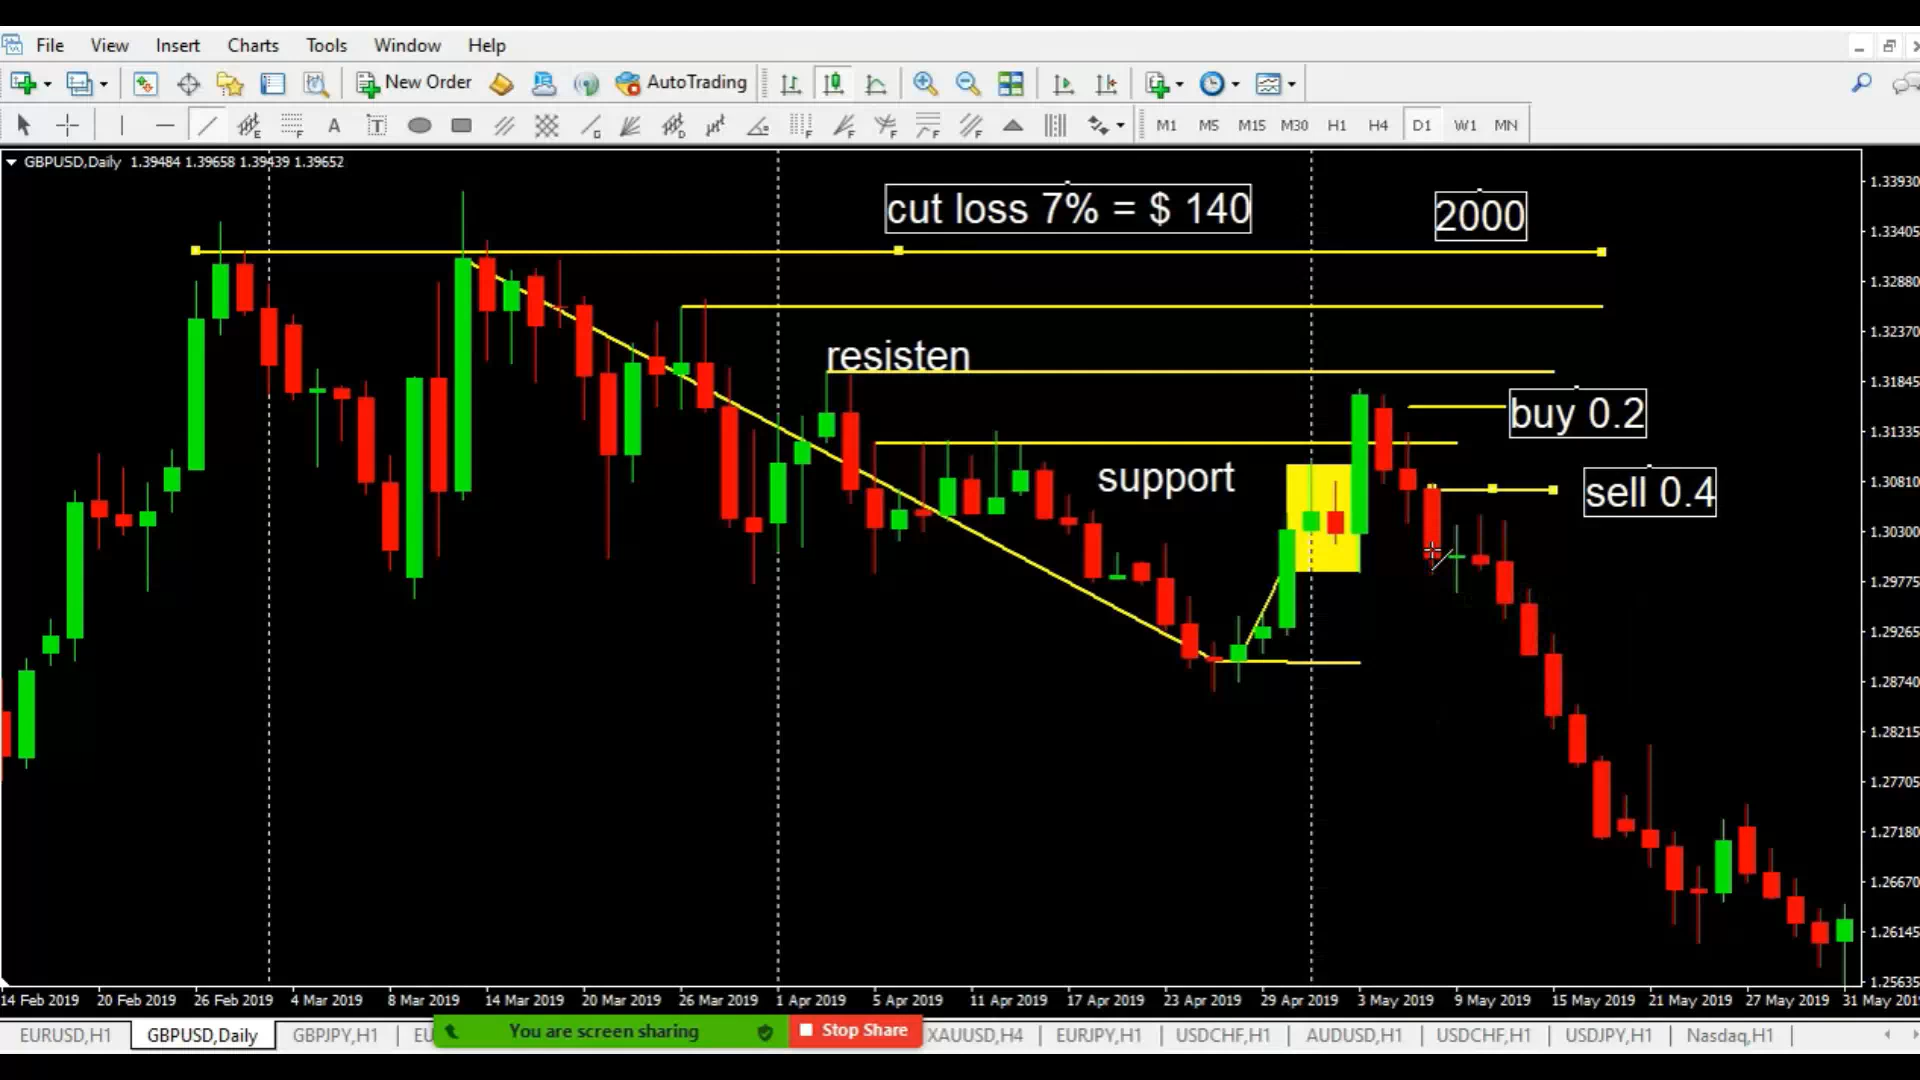 File View Insert Charts Tools Window Help
New Order AutoTrading
A T M1 M5 M15 M30 H1 H4 D1 W1 MN
GBPUSD,Daily 1.39484 1.39658 1.39439 1.39652
cut loss 7% = $ 140
2000
resisten
buy 0.2
support
sell 0.4
1.33930
1.33405
1.32880
1.32370
1.31845
1.31335
1.30810
1.30300
1.29775
1.29265
1.28740
1.28215
1.27705
1.27180
1.26670
1.26145
1.25635
14 Feb 2019 20 Feb 2019 26 Feb 2019 4 Mar 2019 8 Mar 2019 14 Mar 2019 20 Mar 2019 26 Mar 2019 1 Apr 2019 5 Apr 2019 11 Apr 2019 17 Apr 2019 23 Apr 2019 29 Apr 2019 3 May 2019 9 May 2019 15 May 2019 21 May 2019 27 May 2019 31 May 2019
EURUSD,H1 GBPUSD,Daily GBPJPY,H1 EU You are screen sharing Stop Share XAUUSD,H4 EURJPY,H1 USDCHF,H1 AUDUSD,H1 USDCHF,H1 USDJPY,H1 Nasdaq,H1